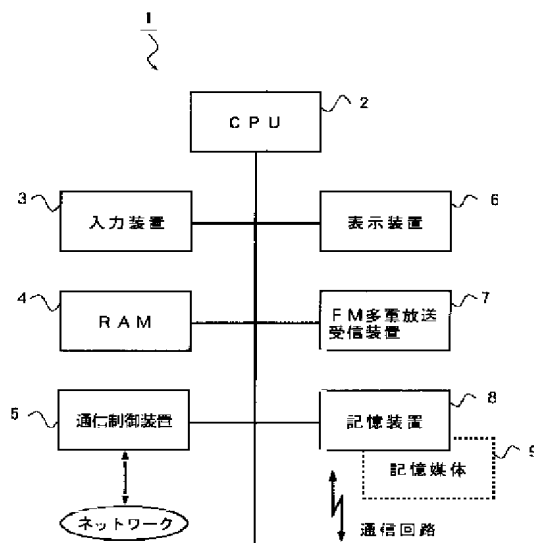 1
CPU
2
3
入力装置
表示装置
6
4
RAM
FM多重放送
受信装置
7
5
通信制御装置
記憶装置
8
記憶媒体
9
ネットワーク
通信回路